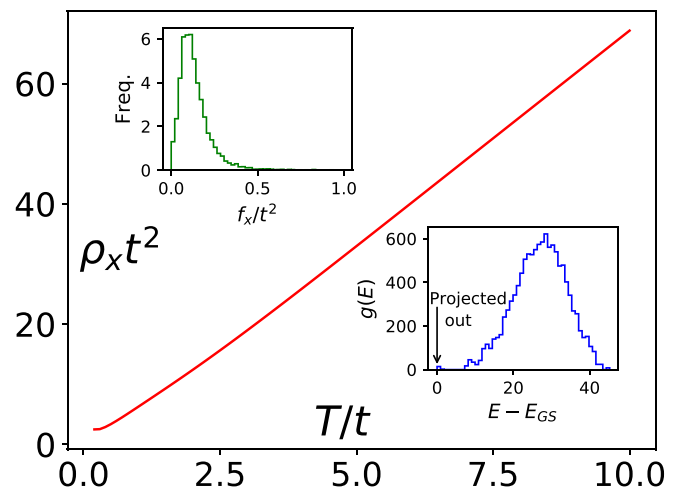 6
4
2
0
Freq.
0.0 0.5 1.0
f_x/t^2
60
40
20
0
ρ_x t^2
600
400
200
0
g(E)
Projected
out
0 20 40
E − E_{GS}
T/t
0.0 2.5 5.0 7.5 10.0